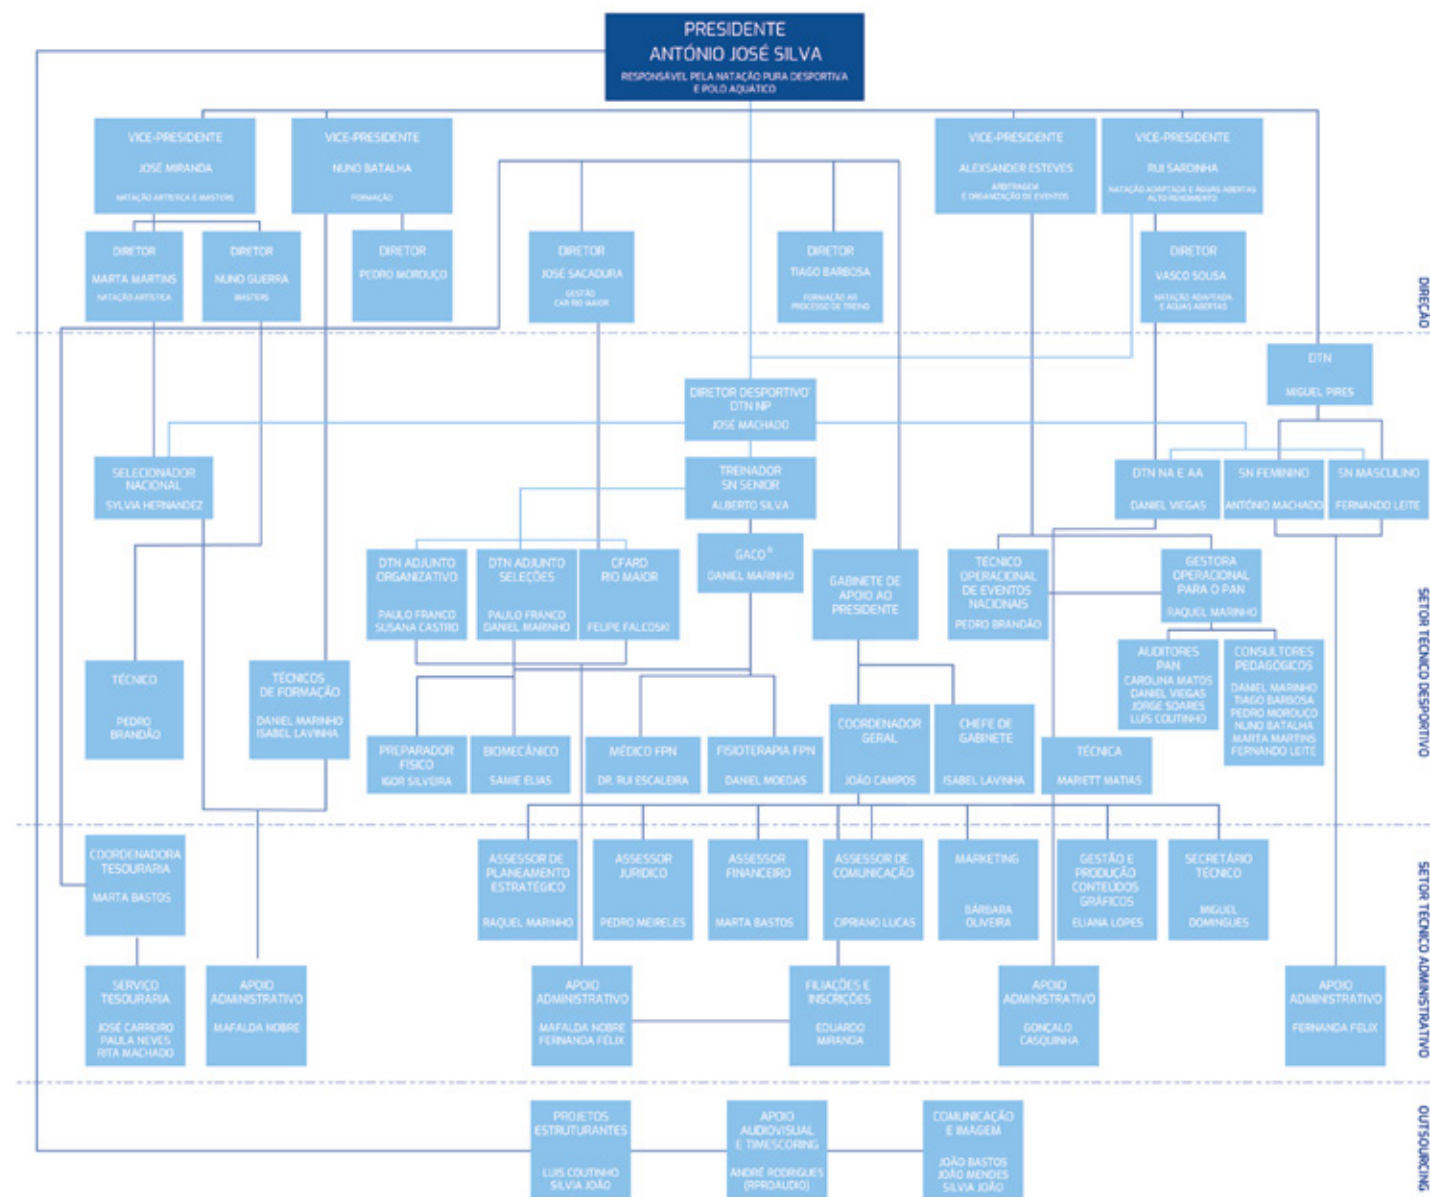 PRESIDENTE
ANTÓNIO JOSÉ SILVA
RESPONSÁVEL PELA NATAÇÃO PURA DESPORTIVA
E POLO AQUÁTICO
VICE-PRESIDENTE
JOSÉ MIRANDA
NATAÇÃO ARTÍSTICA E MASTERS
VICE-PRESIDENTE
NUNO BATALHA
FORMAÇÃO
VICE-PRESIDENTE
ALEXSANDER ESTEVES
ARBITRAGEM
E ORGANIZAÇÃO DE EVENTOS
VICE-PRESIDENTE
RUI SARDINHA
NATAÇÃO ADAPTADA E ÁGUAS ABERTAS
ALTO RENDIMENTO
DIRETOR
MARTA MARTINS
NATAÇÃO ARTÍSTICA
DIRETOR
NUNO GUERRA
MASTERS
DIRETOR
PEDRO MOROUÇO
DIRETOR
JOSÉ SACADURA
GESTÃO
CAR RIO MAIOR
DIRETOR
TIAGO BARBOSA
FORMAÇÃO AR
PROCESSO DE TREINO
DIRETOR
VASCO SOUSA
NATAÇÃO ADAPTADA
E ÁGUAS ABERTAS
DIREÇÃO
DTN
MIGUEL PIRES
DIRETOR DESPORTIVO
DTN NP
JOSÉ MACHADO
SELECIONADOR
NACIONAL
SYLVIA HERNANDEZ
TREINADOR
SN SENIOR
ALBERTO SILVA
DTN NA E AA
DANIEL VIEGAS
SN FEMININO
ANTÓNIO MACHADO
SN MASCULINO
FERNANDO LEITE
DTN ADJUNTO
ORGANIZATIVO
PAULO FRANCO
SUSANA CASTRO
DTN ADJUNTO
SELEÇÕES
PAULO FRANCO
DANIEL MARINHO
CFARD
RIO MAIOR
FELIPE FALCOSKI
GACO
DANIEL MARINHO
GABINETE DE
APOIO AO
PRESIDENTE
TÉCNICO
OPERACIONAL
DE EVENTOS
NACIONAIS
PEDRO BRANDÃO
GESTORA
OPERACIONAL
PARA O PAN
RAQUEL MARINHO
AUDITORES
PAN
CAROLINA MATOS
DANIEL VIEGAS
JORGE SOARES
LUÍS COUTINHO
CONSULTORES
PEDAGÓGICOS
DANIEL MARINHO
TIAGO BARBOSA
PEDRO MOROUÇO
NUNO BATALHA
MARTA MARTINS
FERNANDO LEITE
SETOR TÉCNICO DESPORTIVO
TÉCNICO
PEDRO
BRANDÃO
TÉCNICOS
DE FORMAÇÃO
DANIEL MARINHO
ISABEL LAVINHA
PREPARADOR
FÍSICO
IGOR SILVEIRA
BIOMECÂNICO
SAMIE ELIAS
MÉDICO FPN
DR. RUI ESCALEIRA
FISIOTERAPIA FPN
DANIEL MOEDAS
COORDENADOR
GERAL
JOÃO CAMPOS
CHEFE DE
GABINETE
ISABEL LAVINHA
TÉCNICA
MARIETT MATIAS
COORDENADORA
TESOURARIA
MARTA BASTOS
ASSESSOR DE
PLANEAMENTO
ESTRATÉGICO
RAQUEL MARINHO
ASSESSOR
JURÍDICO
PEDRO MEIRELES
ASSESSOR
FINANCEIRO
MARTA BASTOS
ASSESSOR DE
COMUNICAÇÃO
CIPRIANO LUCAS
MARKETING
BÁRBARA
OLIVEIRA
GESTÃO E
PRODUÇÃO
CONTEÚDOS
GRÁFICOS
ELIANA LOPES
SECRETÁRIO
TÉCNICO
MIGUEL
DOMINGUES
SETOR TÉCNICO ADMINISTRATIVO
SERVIÇO
TESOURARIA
JOSÉ CARREIRO
PAULA NEVES
RITA MACHADO
APOIO
ADMINISTRATIVO
MAFALDA NOBRE
APOIO
ADMINISTRATIVO
MAFALDA NOBRE
FERNANDA FÉLIX
FILIAÇÕES E
INSCRIÇÕES
EDUARDO
MIRANDA
APOIO
ADMINISTRATIVO
GONÇALO
CASQUINHA
APOIO
ADMINISTRATIVO
FERNANDA FÉLIX
PROJETOS
ESTRUTURANTES
LUIS COUTINHO
SILVIA JOÃO
APOIO
AUDIOVISUAL
E TIMESCORING
ANDRÉ RODRIGUES
(RPROAUDIO)
COMUNICAÇÃO
E IMAGEM
JOÃO BASTOS
JOÃO MENDES
SILVIA JOÃO
OUTSOURCING